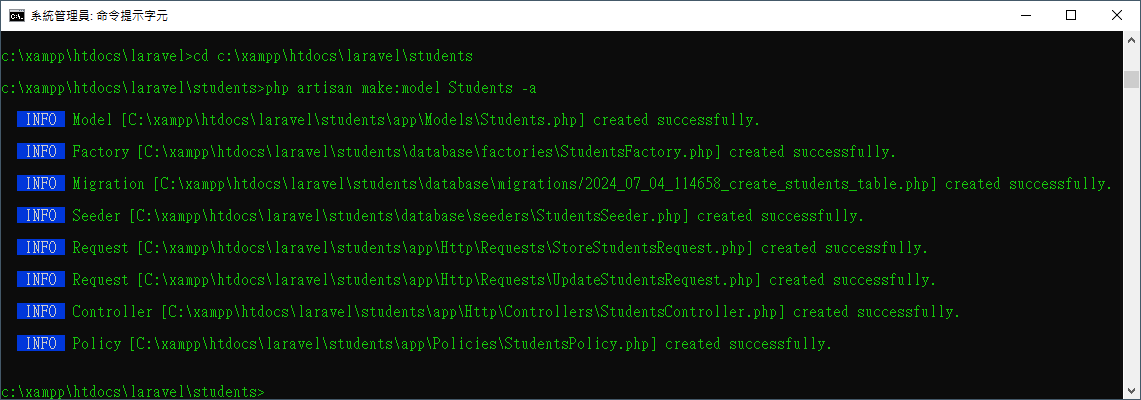 系統管理員: 命令提示字元
c:\xampp\htdocs\laravel>cd c:\xampp\htdocs\laravel\students
c:\xampp\htdocs\laravel\students>php artisan make:model Students -a
INFO Model [C:\xampp\htdocs\laravel\students\app\Models\Students.php] created successfully.
INFO Factory [C:\xampp\htdocs\laravel\students\database\factories\StudentsFactory.php] created successfully.
INFO Migration [C:\xampp\htdocs\laravel\students\database\migrations/2024_07_04_114658_create_students_table.php] created successfully.
INFO Seeder [C:\xampp\htdocs\laravel\students\database\seeders\StudentsSeeder.php] created successfully.
INFO Request [C:\xampp\htdocs\laravel\students\app\Http\Requests\StoreStudentsRequest.php] created successfully.
INFO Request [C:\xampp\htdocs\laravel\students\app\Http\Requests\UpdateStudentsRequest.php] created successfully.
INFO Controller [C:\xampp\htdocs\laravel\students\app\Http\Controllers\StudentsController.php] created successfully.
INFO Policy [C:\xampp\htdocs\laravel\students\app\Policies\StudentsPolicy.php] created successfully.
c:\xampp\htdocs\laravel\students>